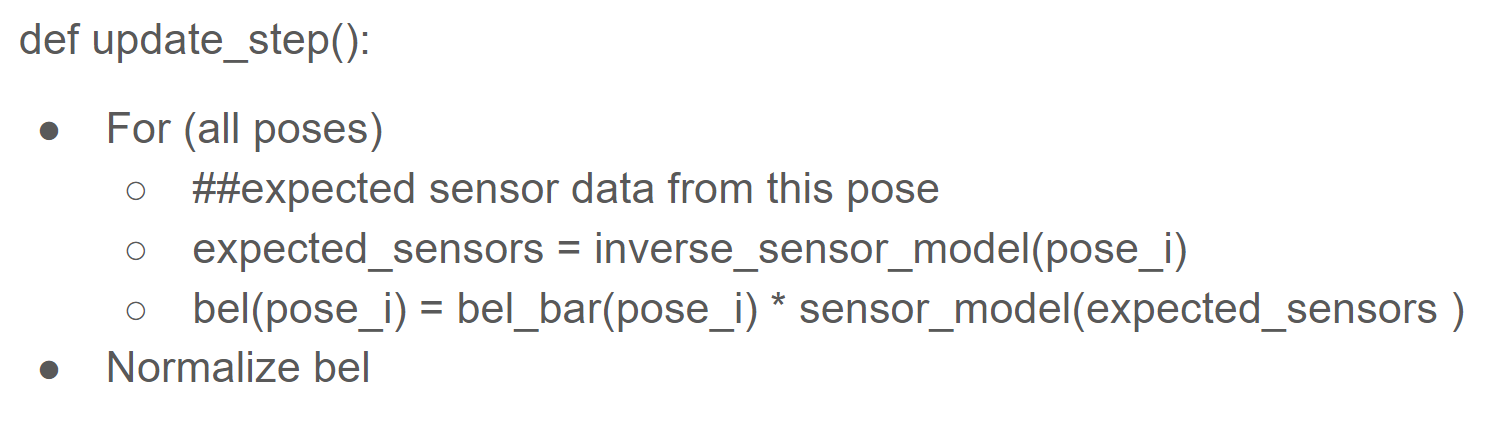 def update_step():
● For (all poses)
○ ##expected sensor data from this pose
○ expected_sensors = inverse_sensor_model(pose_i)
○ bel(pose_i) = bel_bar(pose_i) * sensor_model(expected_sensors )
● Normalize bel